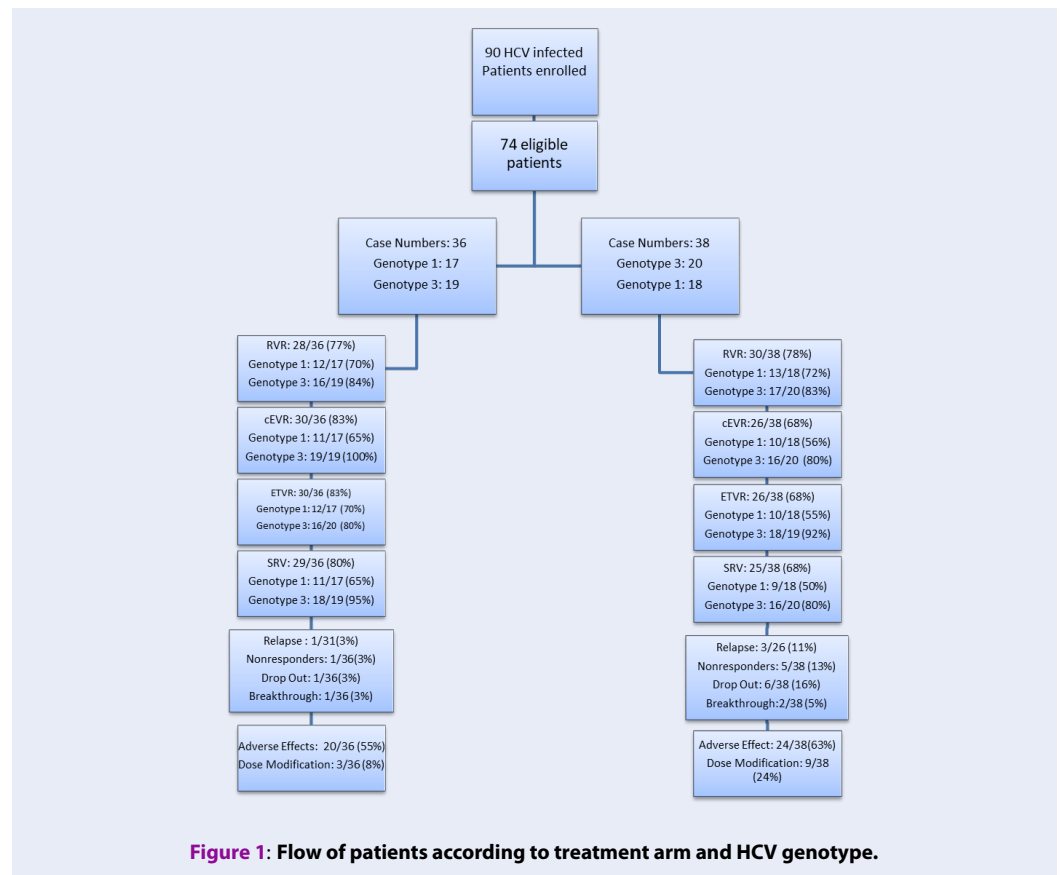 90 HCV infected
Patients enrolled
74 eligible
patients
Case Numbers: 36
Genotype 1: 17
Genotype 3: 19
Case Numbers: 38
Genotype 3: 20
Genotype 1: 18
RVR: 28/36 (77%)
Genotype 1: 12/17 (70%)
Genotype 3: 16/19 (84%)
cEVR: 30/36 (83%)
Genotype 1: 11/17 (65%)
Genotype 3: 19/19 (100%)
ETVR: 30/36 (83%)
Genotype 1: 12/17 (70%)
Genotype 3: 16/20 (80%)
SRV: 29/36 (80%)
Genotype 1: 11/17 (65%)
Genotype 3: 18/19 (95%)
Relapse : 1/31(3%)
Nonresponders: 1/36(3%)
Drop Out: 1/36(3%)
Breakthrough: 1/36 (3%)
Adverse Effects: 20/36 (55%)
Dose Modification: 3/36 (8%)
RVR: 30/38 (78%)
Genotype 1: 13/18 (72%)
Genotype 3: 17/20 (83%)
cEVR:26/38 (68%)
Genotype 1: 10/18 (56%)
Genotype 3: 16/20 (80%)
ETVR: 26/38 (68%)
Genotype 1: 10/18 (55%)
Genotype 3: 18/19 (92%)
SRV: 25/38 (68%)
Genotype 1: 9/18 (50%)
Genotype 3: 16/20 (80%)
Relapse: 3/26 (11%)
Nonresponders: 5/38 (13%)
Drop Out: 6/38 (16%)
Breakthrough:2/38 (5%)
Adverse Effect: 24/38(63%)
Dose Modification: 9/38
(24%)
Figure 1: Flow of patients according to treatment arm and HCV genotype.